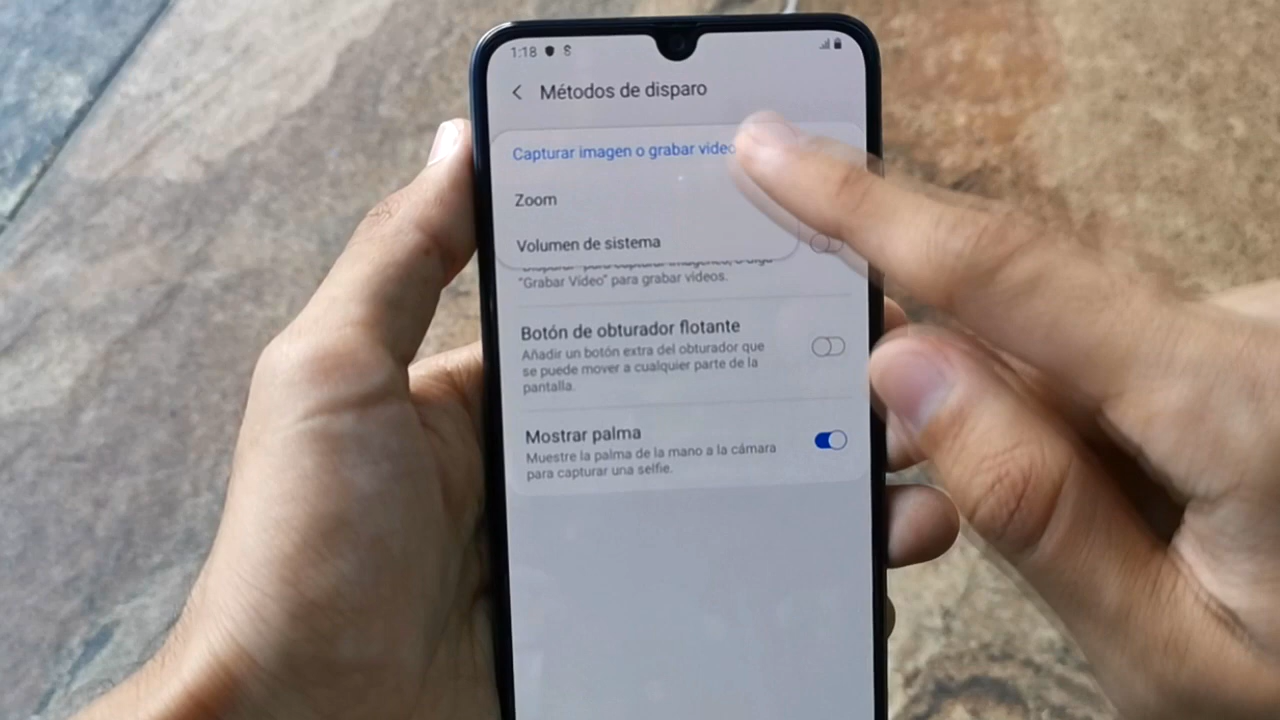 1:18
Métodos de disparo
Capturar imagen o grabar video
Zoom
Volumen de sistema
"Grabar Video" para grabar videos.
Botón de obturador flotante
Añadir un botón extra del obturador que
se puede mover a cualquier parte de la
pantalla.
Mostrar palma
Muestre la palma de la mano a la cámara
para capturar una selfie.